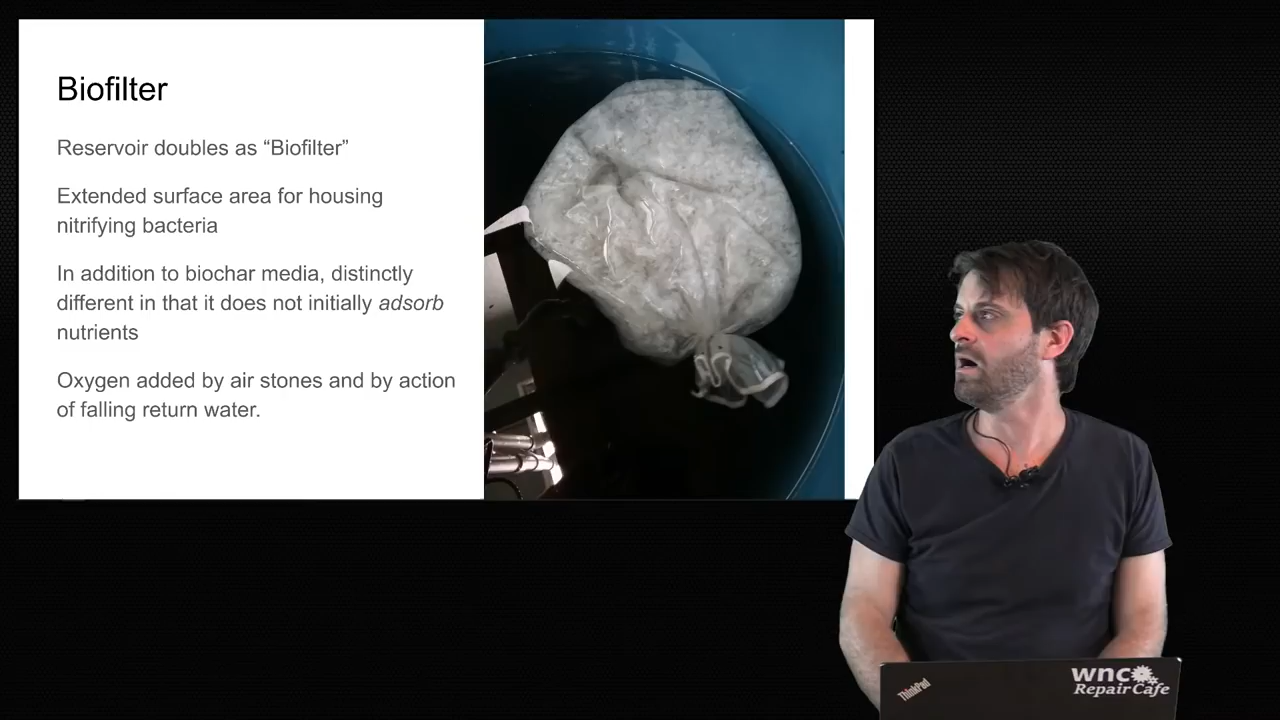 Biofilter
Reservoir doubles as “Biofilter”
Extended surface area for housing
nitrifying bacteria
In addition to biochar media, distinctly
different in that it does not initially adsorb
nutrients
Oxygen added by air stones and by action
of falling return water.
ThinkPad
wnc
Repair Cafe